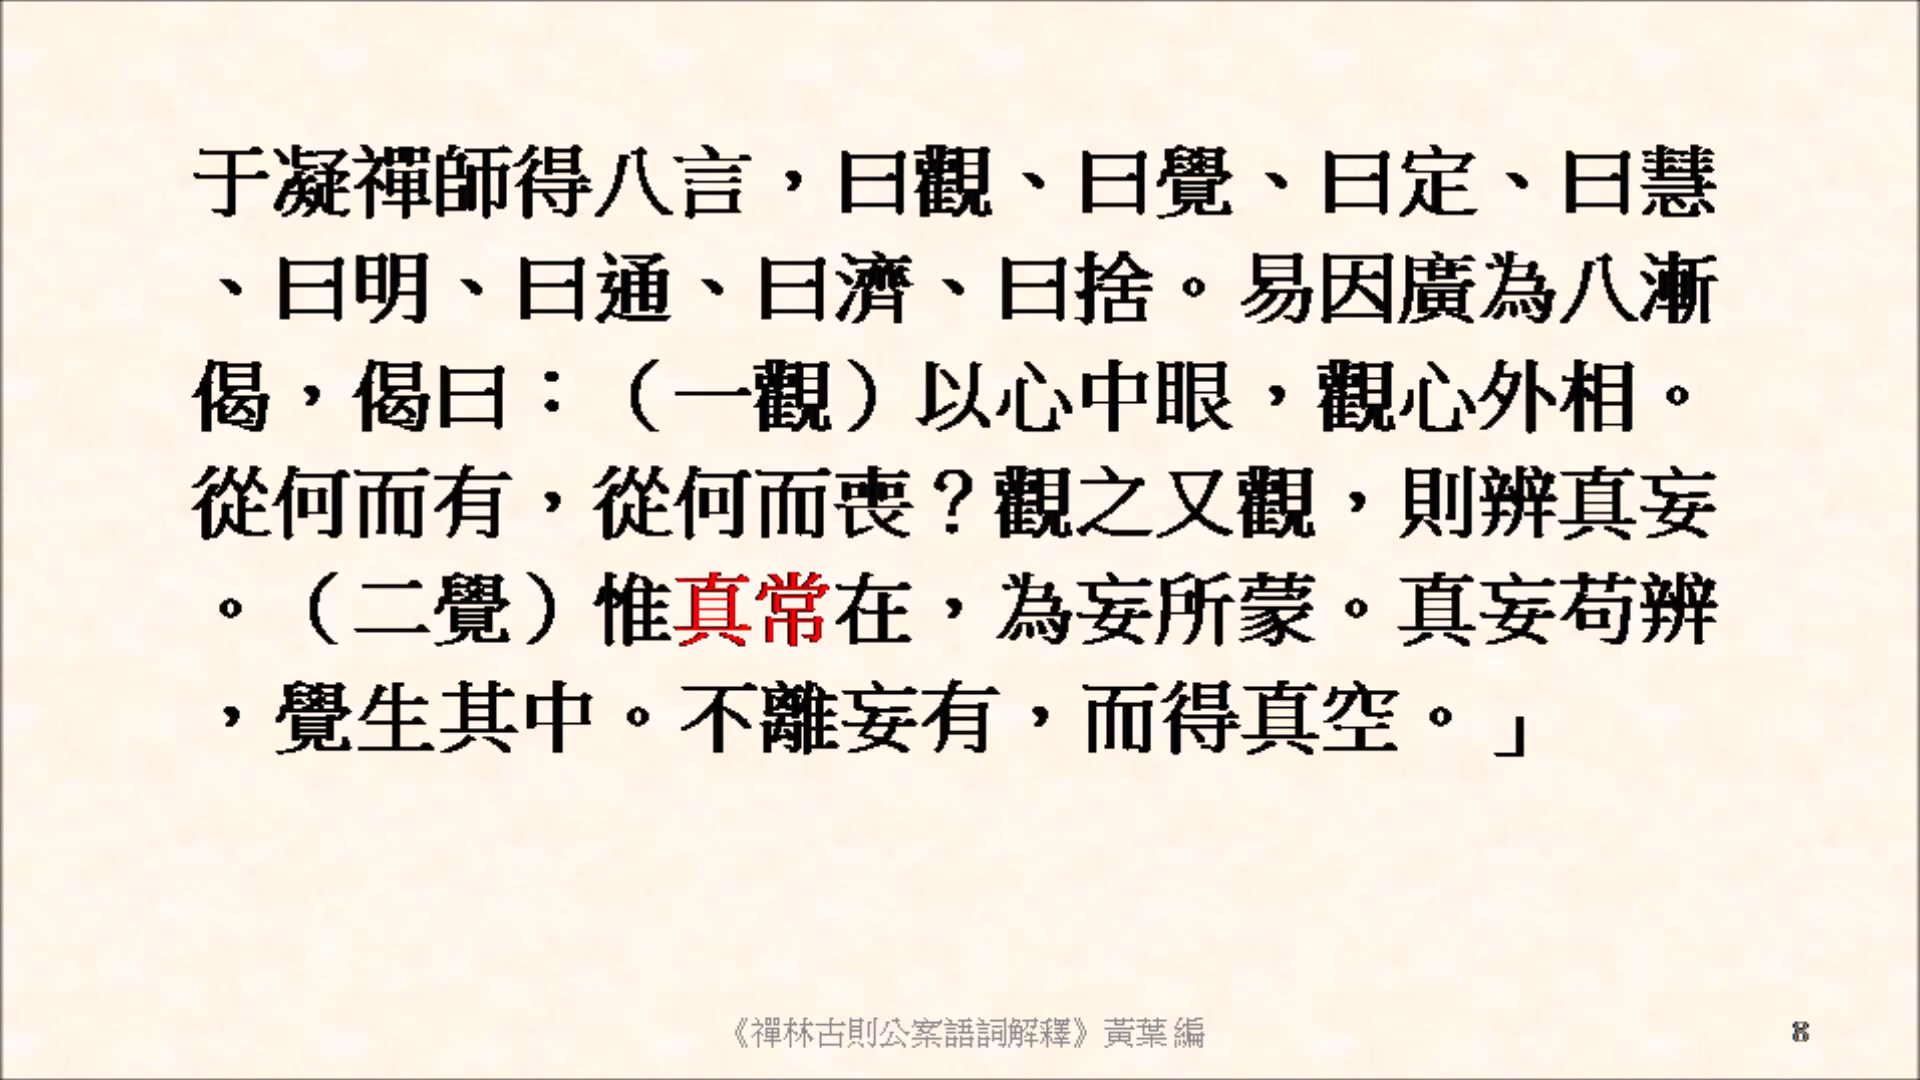 于凝禪師得八言，曰觀、曰覺、曰定、曰慧
、曰明、曰通、曰濟、曰捨。易因廣為八漸
偈，偈曰：（一觀）以心中眼，觀心外相。
從何而有，從何而喪？觀之又觀，則辨真妄
。（二覺）惟真常在，為妄所蒙。真妄苟辨
，覺生其中。不離妄有，而得真空。」
《禪林古則公案語詞解釋》黃葉 編
8